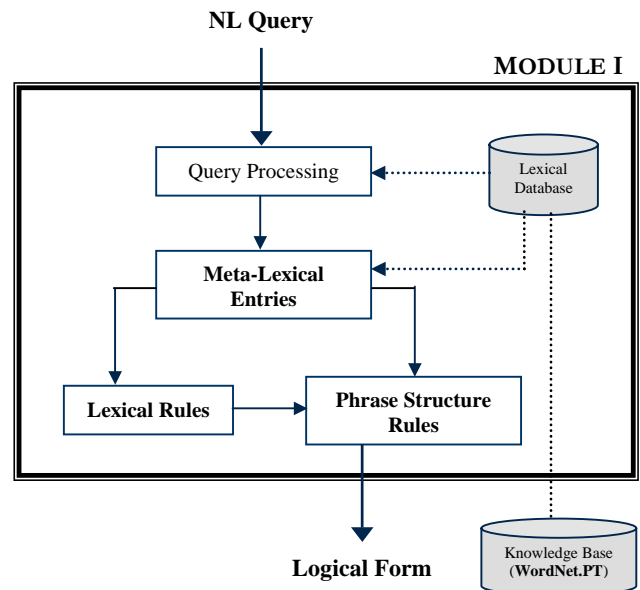 NL Query
MODULE I
Query Processing
Lexical
Database
Meta-Lexical
Entries
Lexical Rules
Phrase Structure
Rules
Logical Form
Knowledge Base
(WordNet.PT)